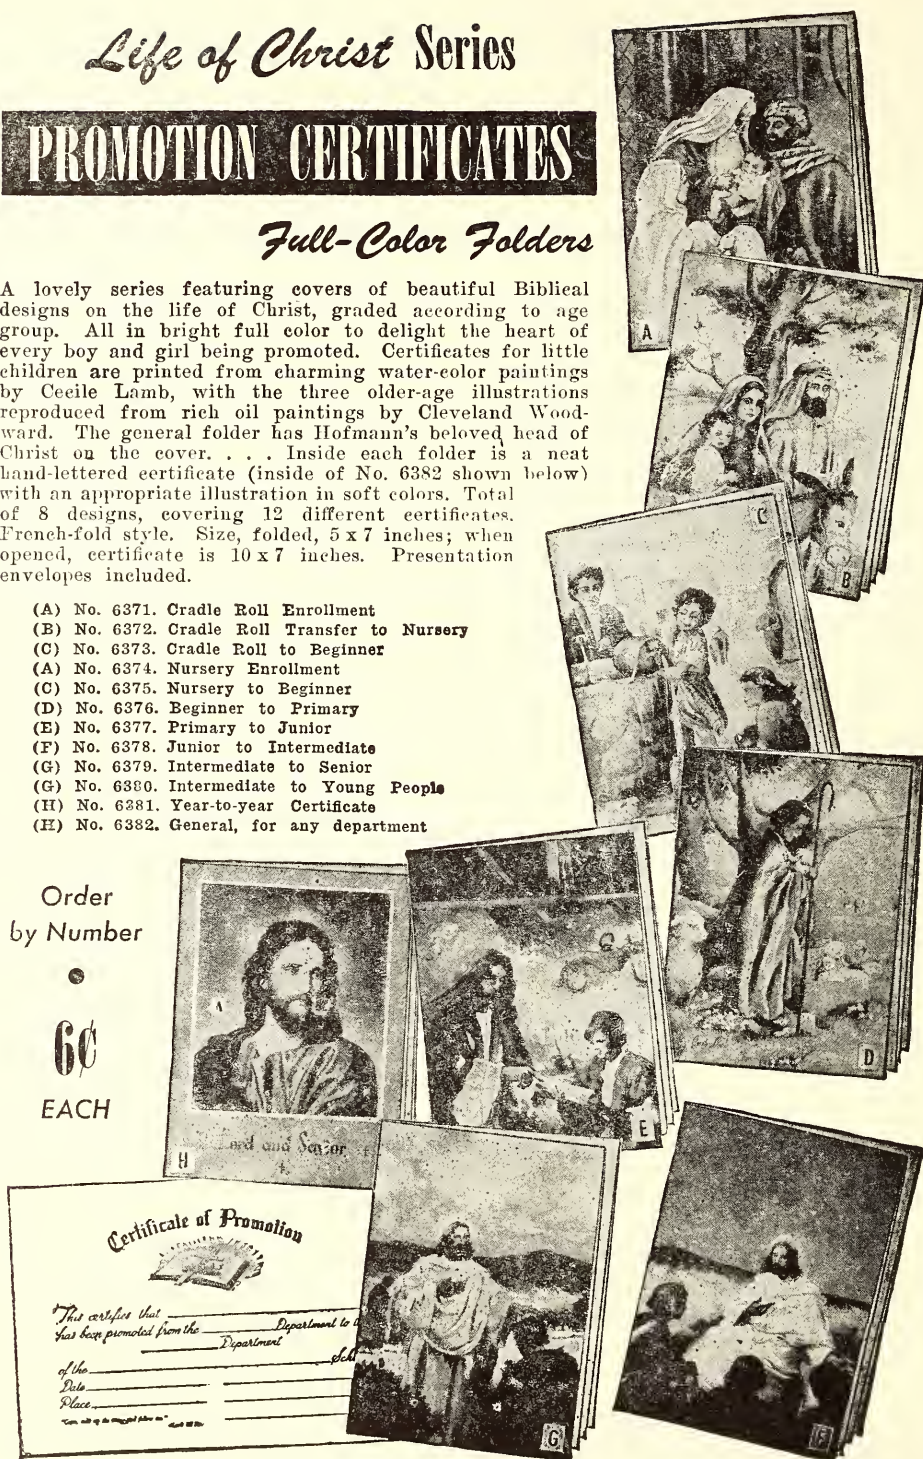 Life of Christ Series
PROMOTION CERTIFICATES
Full-Color Folders
A lovely series featuring covers of beautiful Biblical
designs on the life of Christ, graded according to age
group. All in bright full color to delight the heart of
every boy and girl being promoted. Certificates for little
children are printed from charming water-color paintings
by Cecile Lamb, with the three older-age illustrations
reproduced from rich oil paintings by Cleveland Wood-
ward. The general folder has Hofmann's beloved head of
Christ on the cover. . . . Inside each folder is a neat
hand-lettered certificate (inside of No. 6382 shown below)
with an appropriate illustration in soft colors. Total
of 8 designs, covering 12 different certificates.
French-fold style. Size, folded, 5 x 7 inches; when
opened, certificate is 10 x 7 inches. Presentation
envelopes included.
(A) No. 6371. Cradle Roll Enrollment
(B) No. 6372. Cradle Roll Transfer to Nursery
(C) No. 6373. Cradle Roll to Beginner
(A) No. 6374. Nursery Enrollment
(C) No. 6375. Nursery to Beginner
(D) No. 6376. Beginner to Primary
(E) No. 6377. Primary to Junior
(F) No. 6378. Junior to Intermediate
(G) No. 6379. Intermediate to Senior
(G) No. 6380. Intermediate to Young People
(H) No. 6381. Year-to-year Certificate
(H) No. 6382. General, for any department
Order
by Number
•
6¢
EACH
A
B
C
D
E
Lord and Savior
H
G
F
Certificate of Promotion
This certifies that
has been promoted from the Department to t
Department
of the Sch
Date
Place